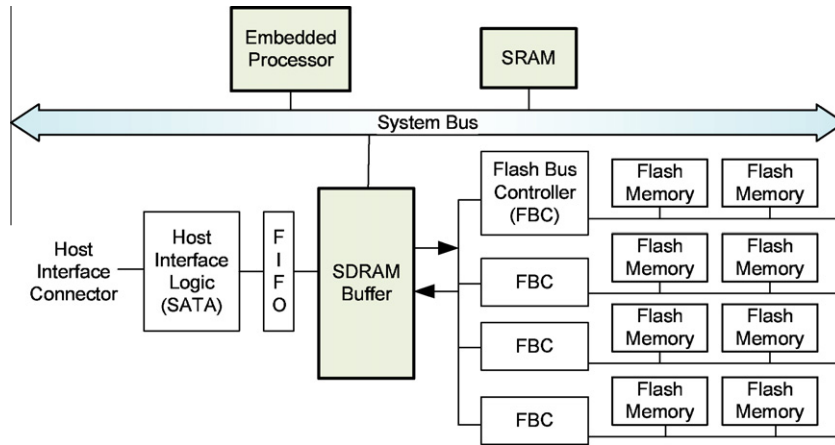 Embedded
Processor
SRAM
System Bus
Host
Interface
Connector
Host
Interface
Logic
(SATA)
F
I
F
O
SDRAM
Buffer
Flash Bus
Controller
(FBC)
Flash
Memory
Flash
Memory
FBC
Flash
Memory
Flash
Memory
FBC
Flash
Memory
Flash
Memory
FBC
Flash
Memory
Flash
Memory